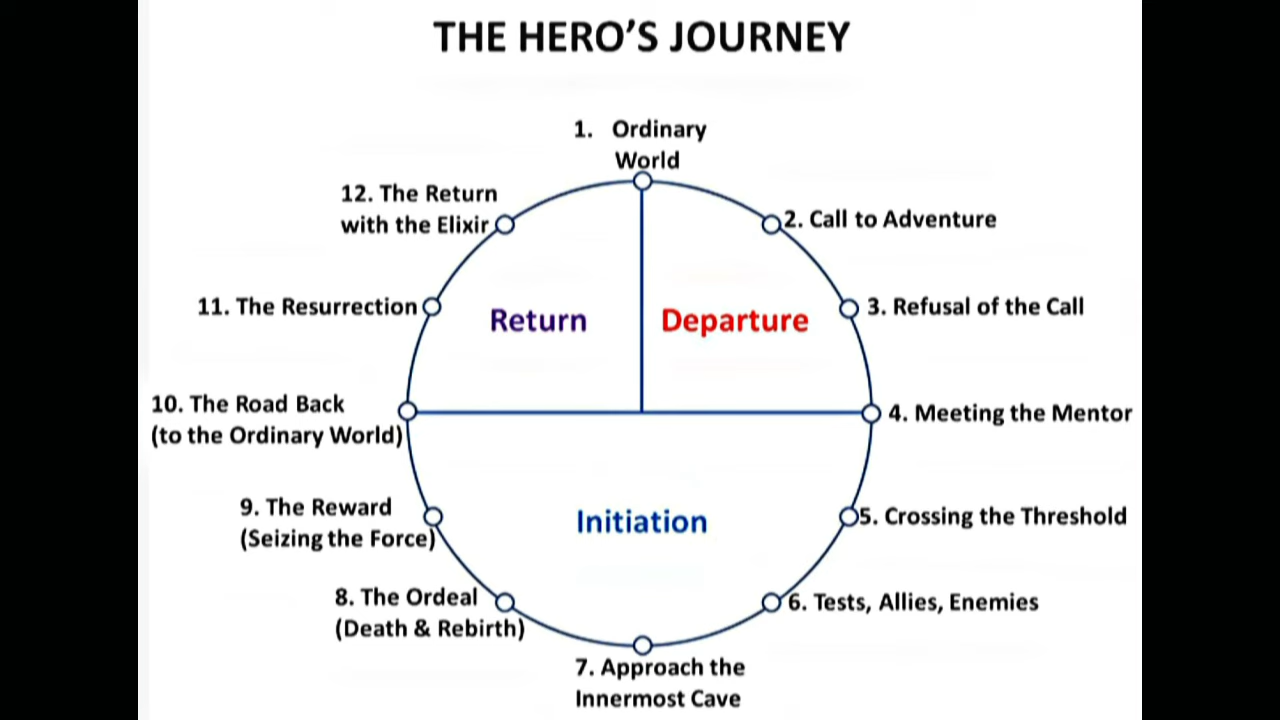 THE HERO'S JOURNEY
1. Ordinary
World
2. Call to Adventure
3. Refusal of the Call
4. Meeting the Mentor
5. Crossing the Threshold
6. Tests, Allies, Enemies
7. Approach the
Innermost Cave
8. The Ordeal
(Death & Rebirth)
9. The Reward
(Seizing the Force)
10. The Road Back
(to the Ordinary World)
11. The Resurrection
12. The Return
with the Elixir
Return
Departure
Initiation